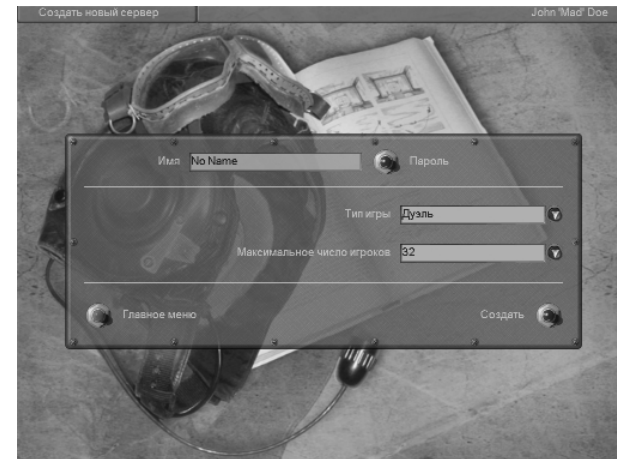 Создать новый сервер
John "Mad" Doe
Имя No Name Пароль
Тип игры Дуэль
Максимальное число игроков 32
Главное меню Создать